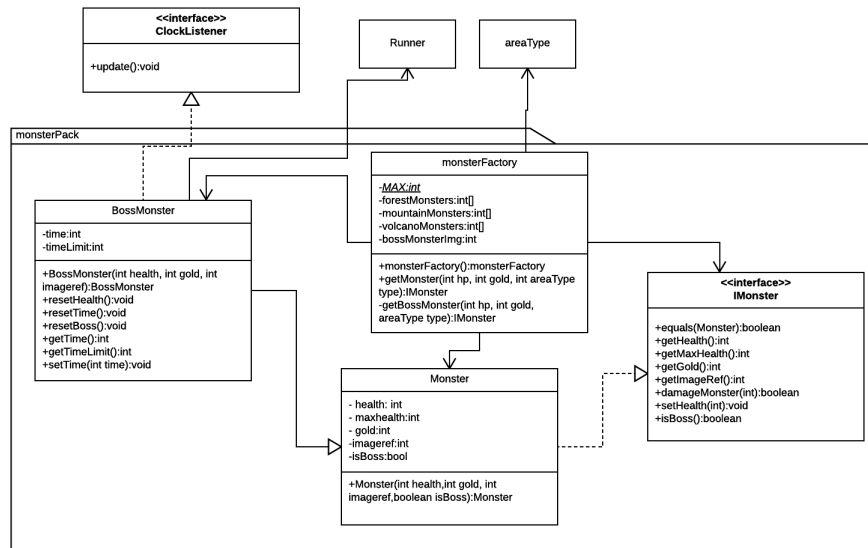 <<interface>>
ClockListener
+update():void
Runner
areaType
monsterPack
monsterFactory
-MAX:int
-forestMonsters:int[]
-mountainMonsters:int[]
-volcanoMonsters:int[]
-bossMonsterImg:int
+monsterFactory():monsterFactory
+getMonster(int hp, int gold, int areaType
type):IMonster
-getBossMonster(int hp, int gold,
areaType type):IMonster
BossMonster
-time:int
-timeLimit:int
+BossMonster(int health, int gold, int
imageref):BossMonster
+resetHealth():void
+resetTime():void
+resetBoss():void
+getTime():int
+getTimeLimit():int
+setTime(int time):void
<<interface>>
IMonster
+equals(Monster):boolean
+getHealth():int
+getMaxHealth():int
+getGold():int
+getImageRef():int
+damageMonster(int):boolean
+setHealth(int):void
+isBoss():boolean
Monster
- health: int
- maxhealth:int
- gold:int
-imageref:int
-isBoss:bool
+Monster(int health,int gold, int
imageref,boolean isBoss):Monster